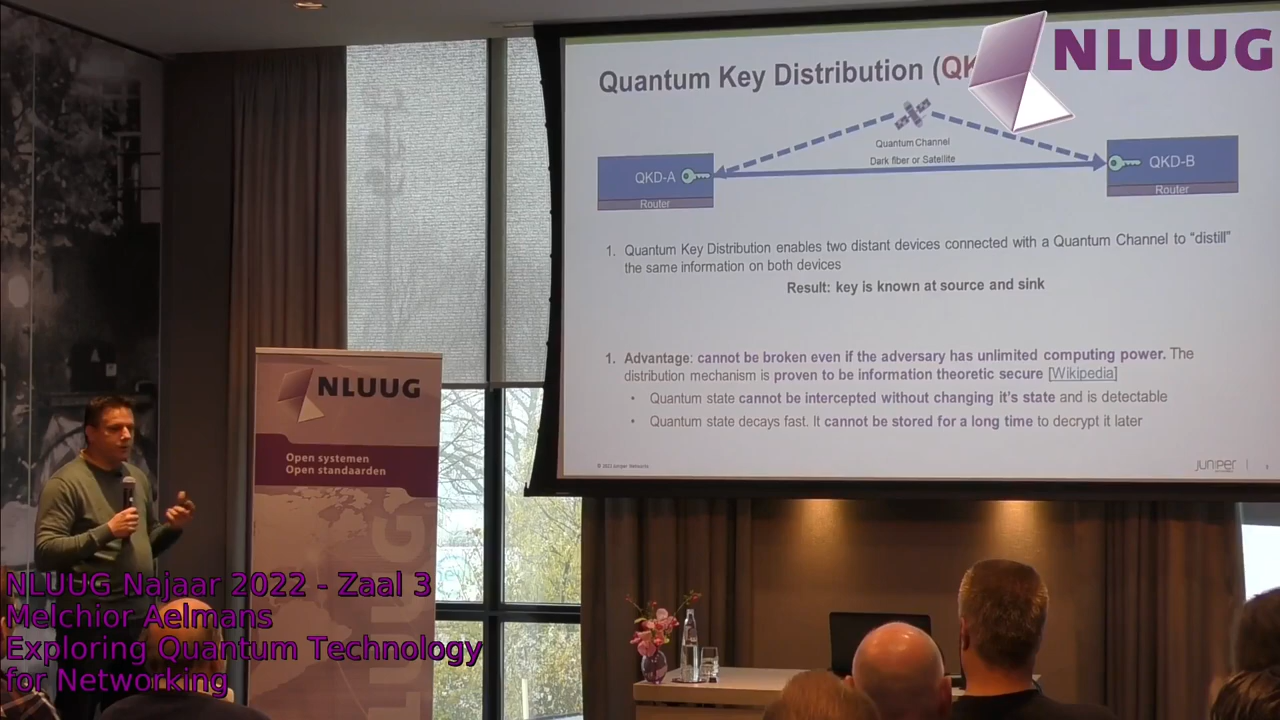 NLUUG
Quantum Key Distribution (QK
Quantum Channel
Dark fiber or Satellite
QKD-A
Router
QKD-B
Router
1. Quantum Key Distribution enables two distant devices connected with a Quantum Channel to “distill”
the same information on both devices
Result: key is known at source and sink
1. Advantage: cannot be broken even if the adversary has unlimited computing power. The
distribution mechanism is proven to be information theoretic secure [Wikipedia]
• Quantum state cannot be intercepted without changing it's state and is detectable
• Quantum state decays fast. It cannot be stored for a long time to decrypt it later
Juniper
NLUUG
Open systemen
Open standaarden
NLUUG
NLUUG Najaar 2022 - Zaal 3
Melchior Aelmans
Exploring Quantum Technology
for Networking